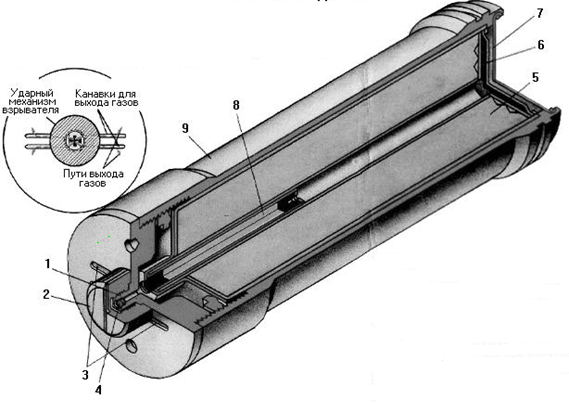 7
6
5
8
9
Ударный
механизм
взрывателя
Канавки для
выхода газов
Пути выхода
газов
1
2
3
4